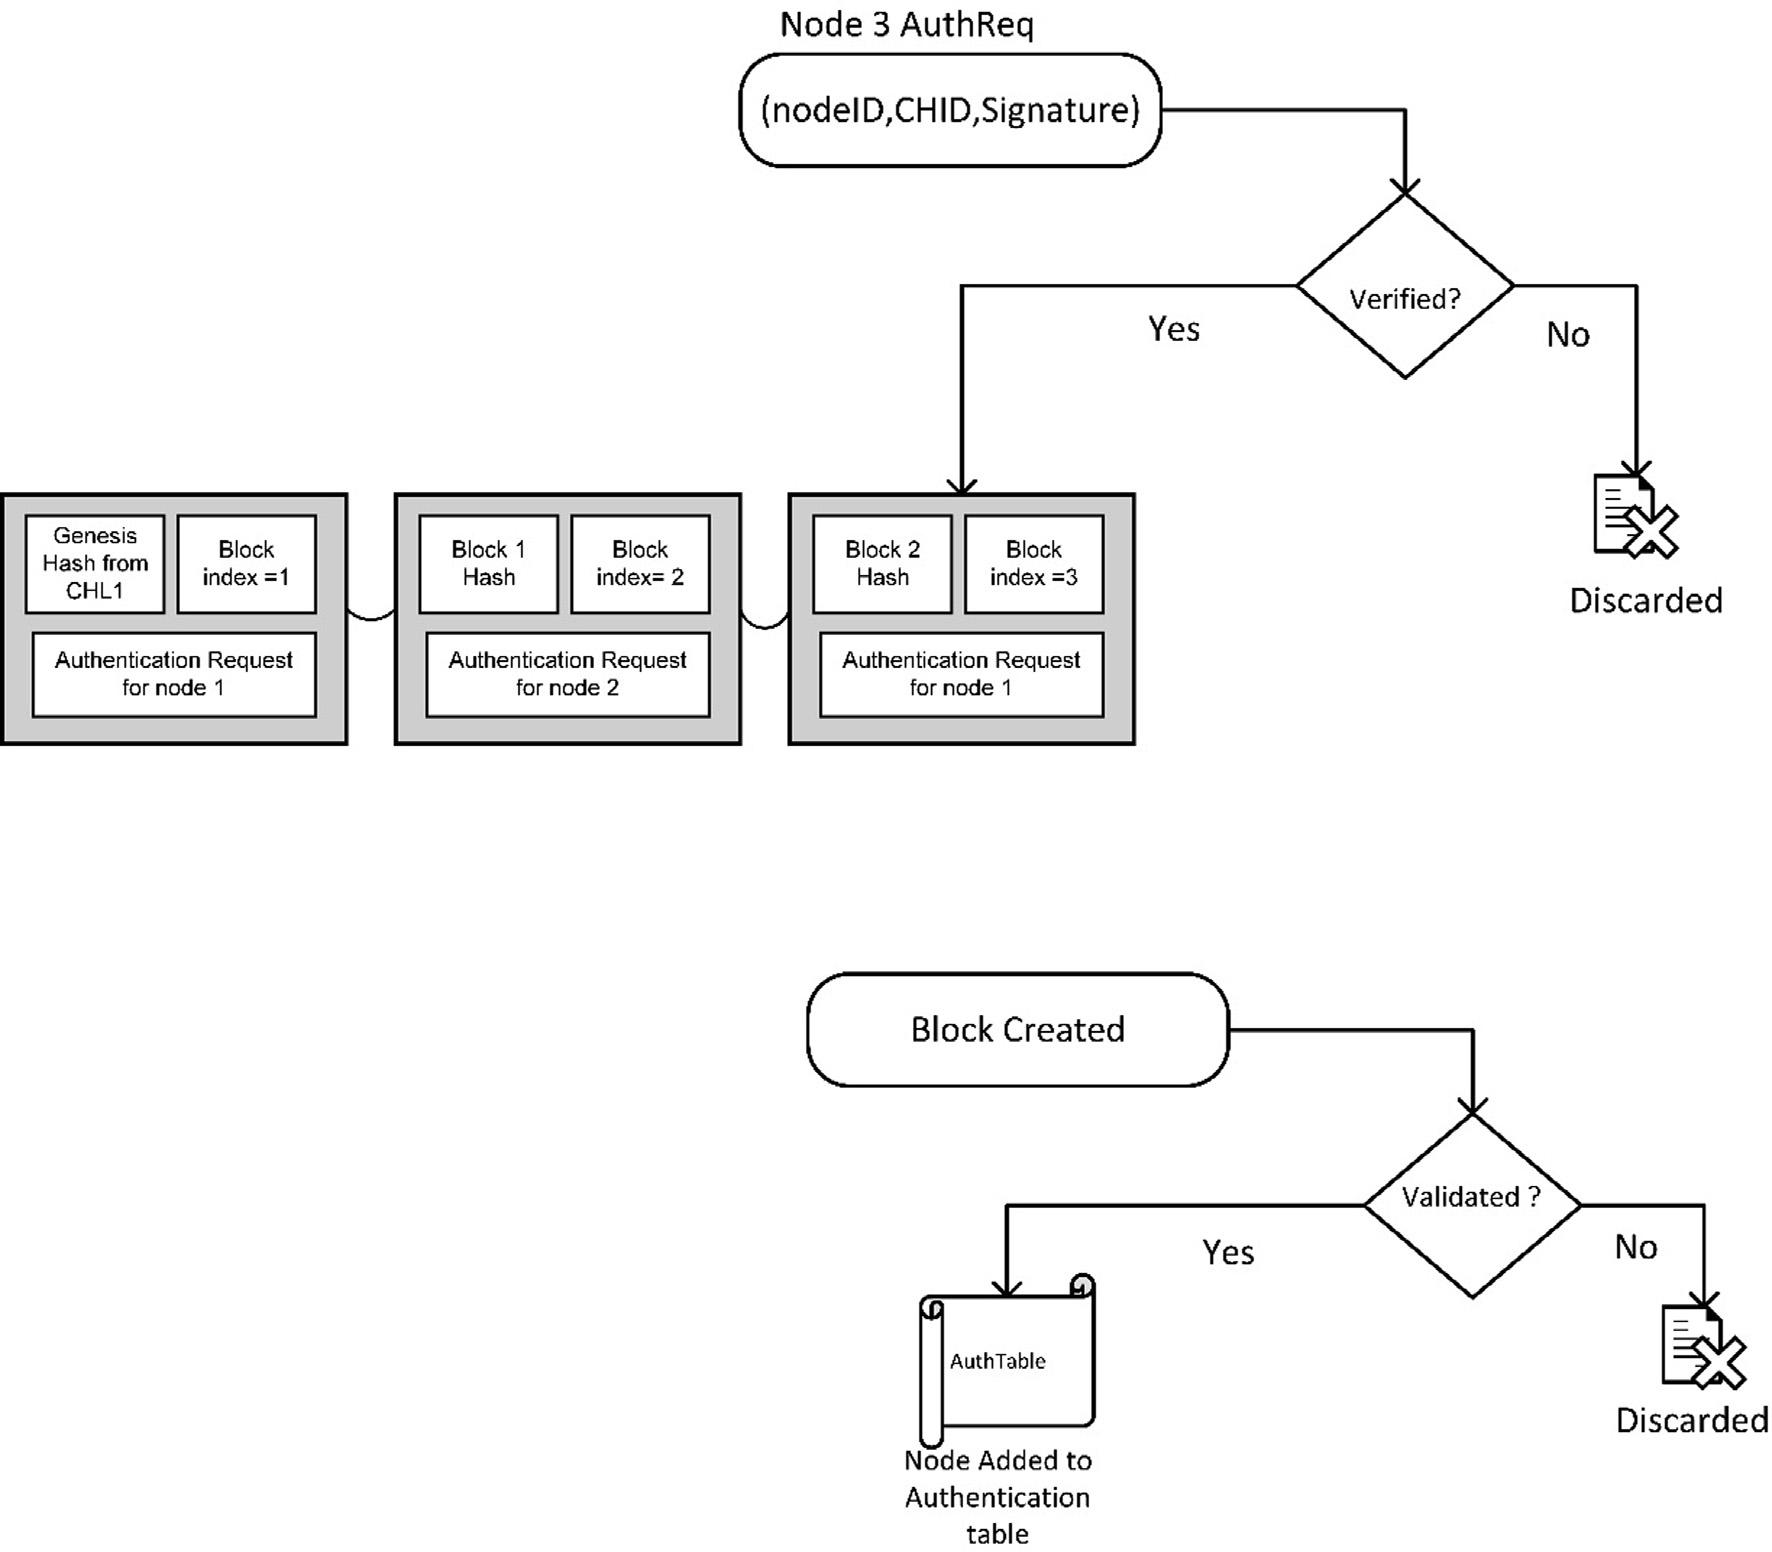 Node 3 AuthReq
(nodeID,CHID,Signature)
Verified?
Yes
No
Discarded
Genesis
Hash from
CHL1
Block
index =1
Authentication Request
for node 1
Block 1
Hash
Block
index= 2
Authentication Request
for node 2
Block 2
Hash
Block
index =3
Authentication Request
for node 1
Block Created
Validated ?
Yes
No
AuthTable
Discarded
Node Added to
Authentication
table